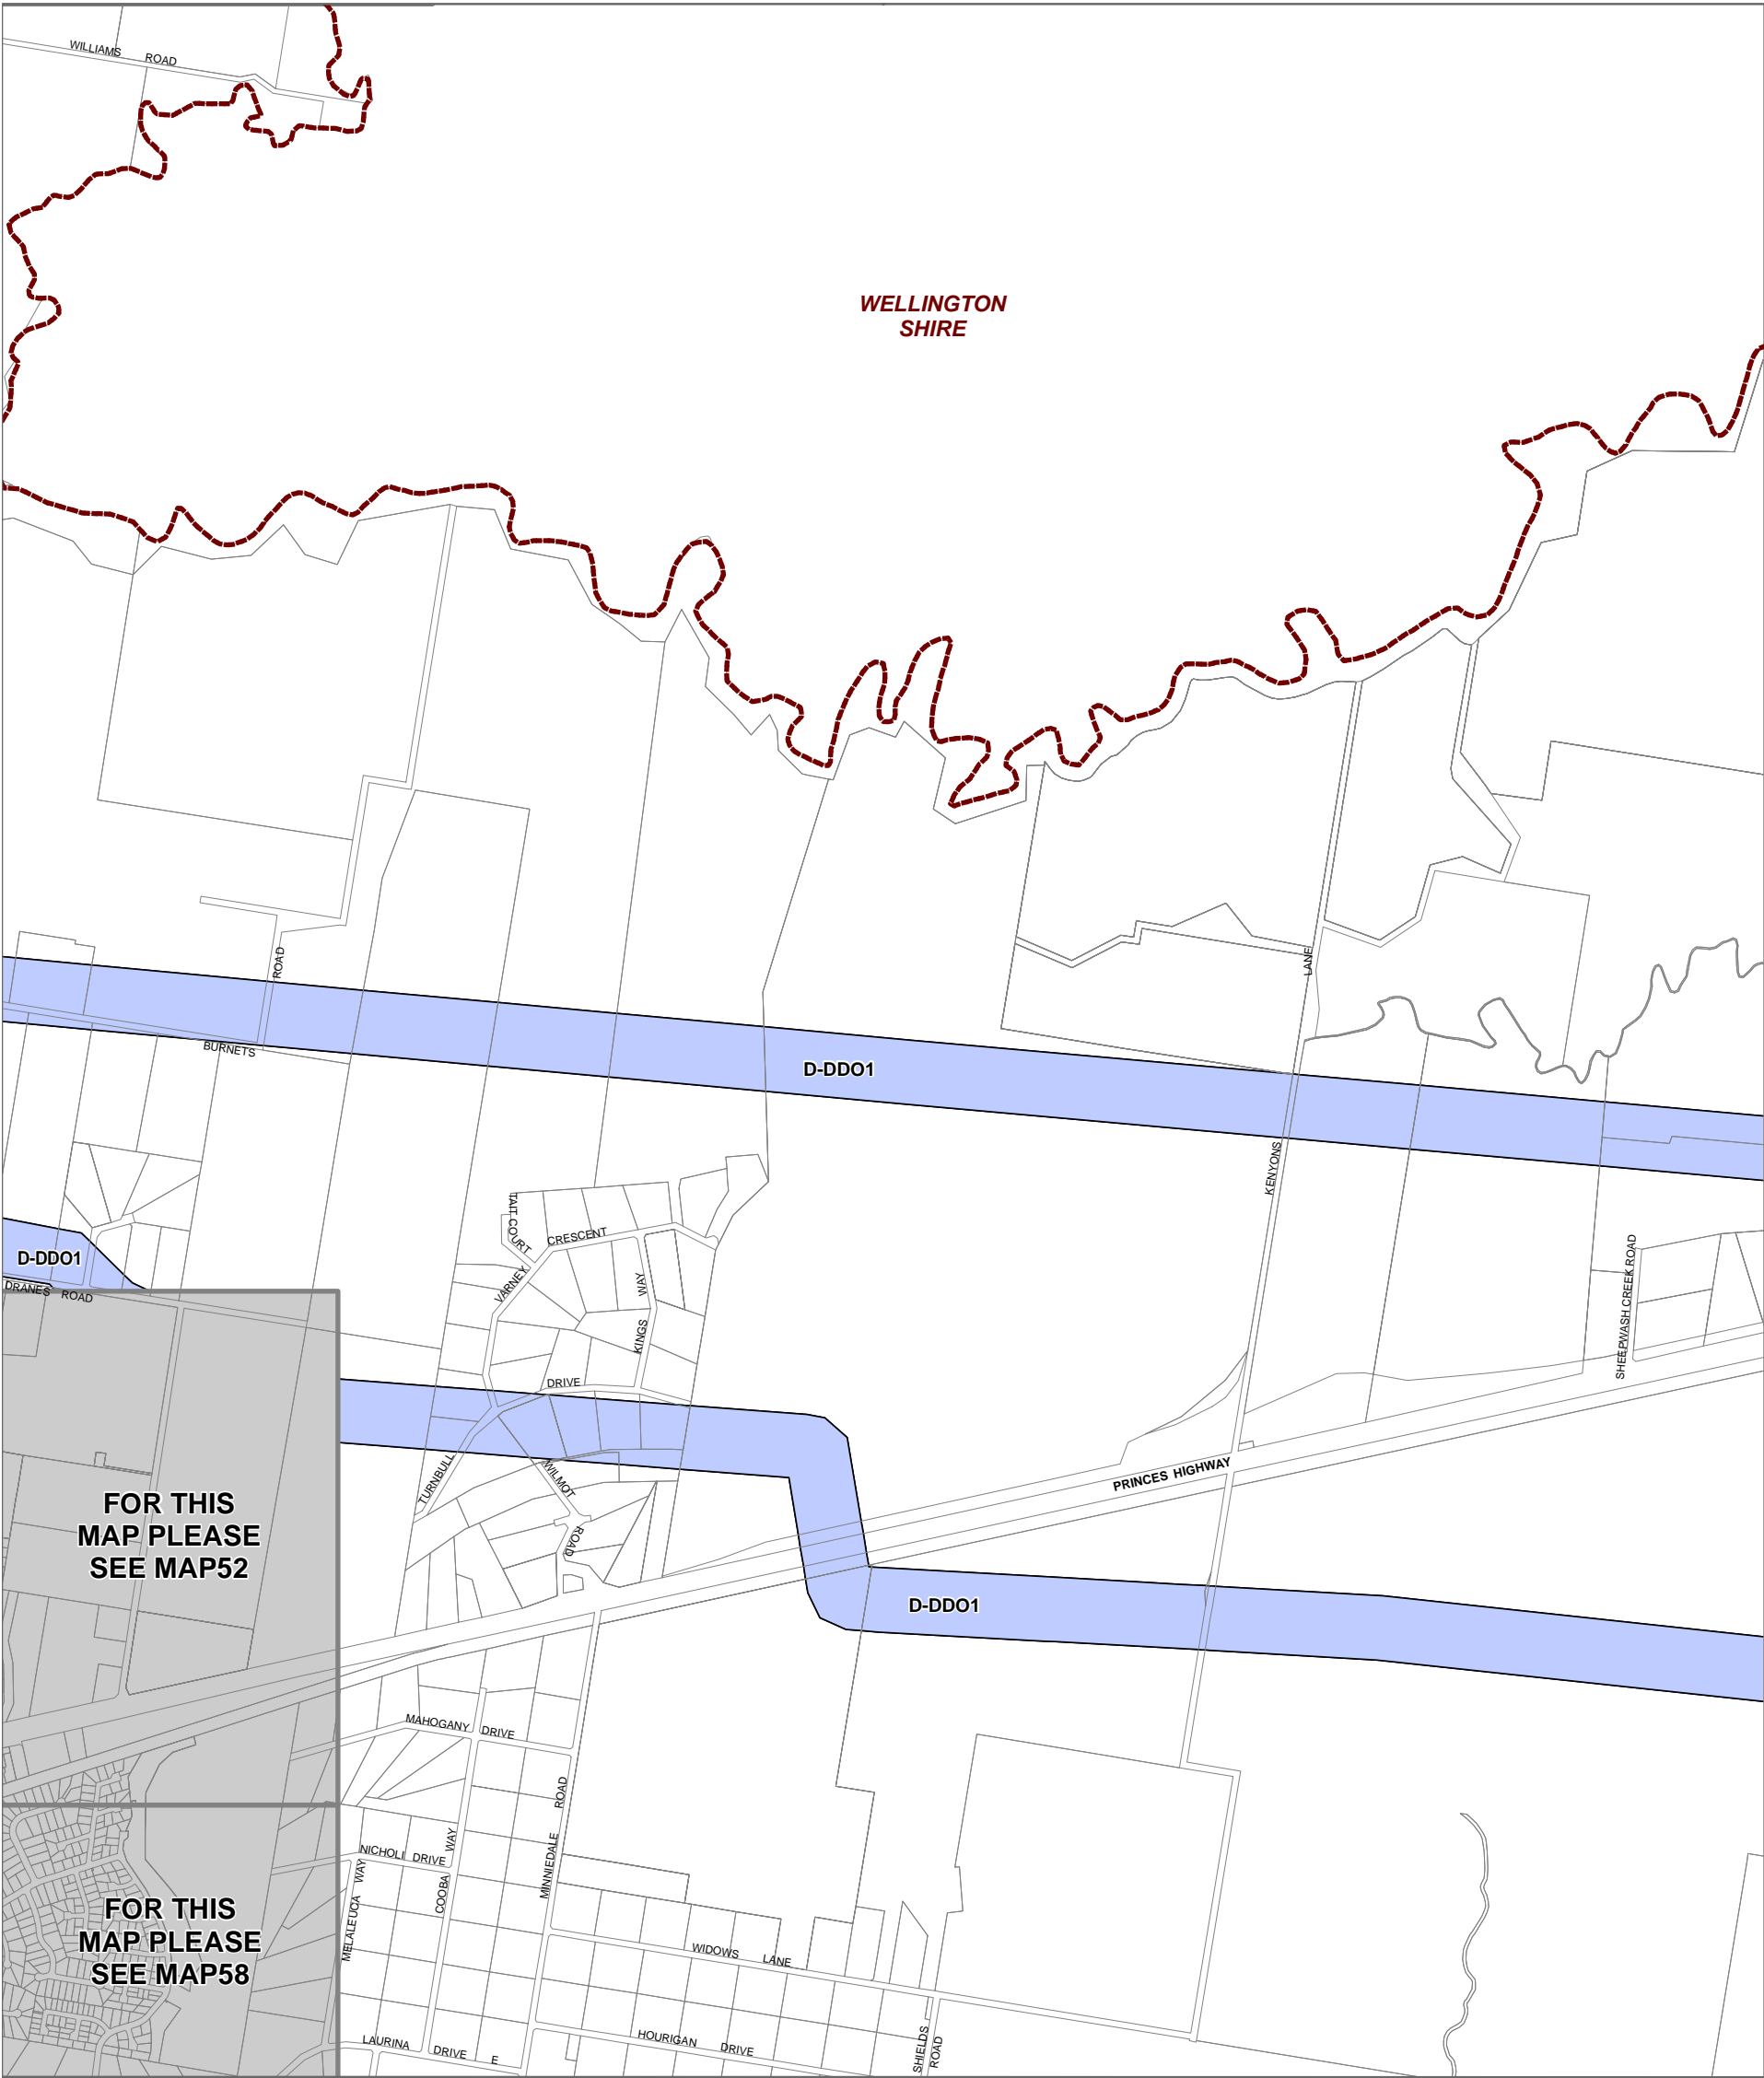 WILLIAMS ROAD
WELLINGTON
SHIRE
ROAD
LANE
BURNETS
D-DDO1
KENYONS
TAIT COURT
CRESCENT
D-DDO1
SHEEPWASH CREEK ROAD
VARNEY
WAY
DRANES ROAD
KINGS
DRIVE
TURNBULL
WILMOT
PRINCES HIGHWAY
FOR THIS
MAP PLEASE
SEE MAP52
ROAD
D-DDO1
MAHOGANY DRIVE
ROAD
NICHOLI DRIVE
WAY
MINNIEDALE
MELALEUCA WAY
COOBA
FOR THIS
MAP PLEASE
SEE MAP58
WIDOWS LANE
LAURINA DRIVE E
HOURIGAN DRIVE
SHIELDS
ROAD